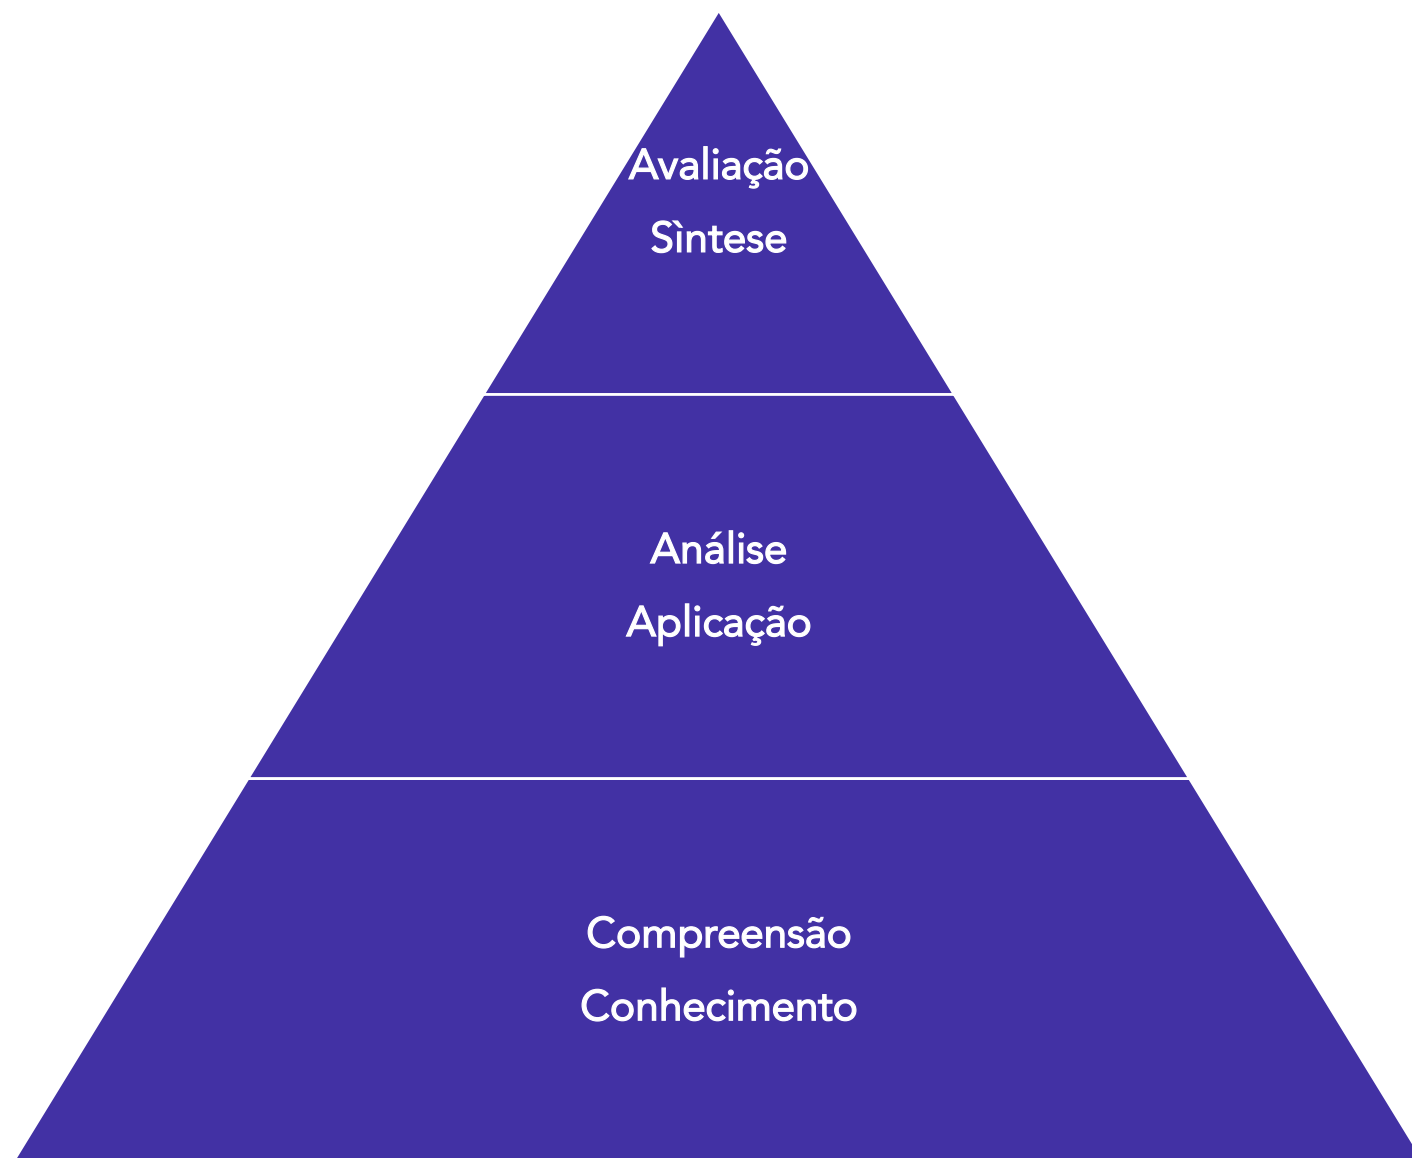 Avaliação
Sìntese
Análise
Aplicação
Compreensão
Conhecimento